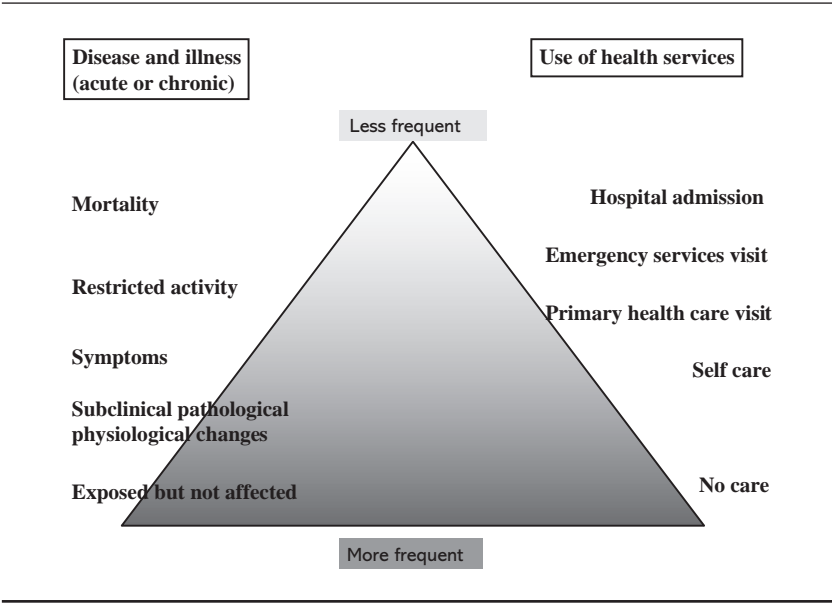 Disease and illness
(acute or chronic)
Use of health services
Less frequent
Mortality
Restricted activity
Symptoms
Subclinical pathological
physiological changes
Exposed but not affected
Hospital admission
Emergency services visit
Primary health care visit
Self care
No care
More frequent